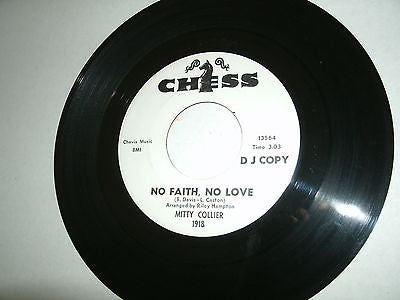 CHESS
Chevis Music
BMI
13564
Time 3:03
D J COPY
NO FAITH, NO LOVE
(B. Davis-L. Caston)
Arranged by Riley Hampton
MITTY COLLIER
1918